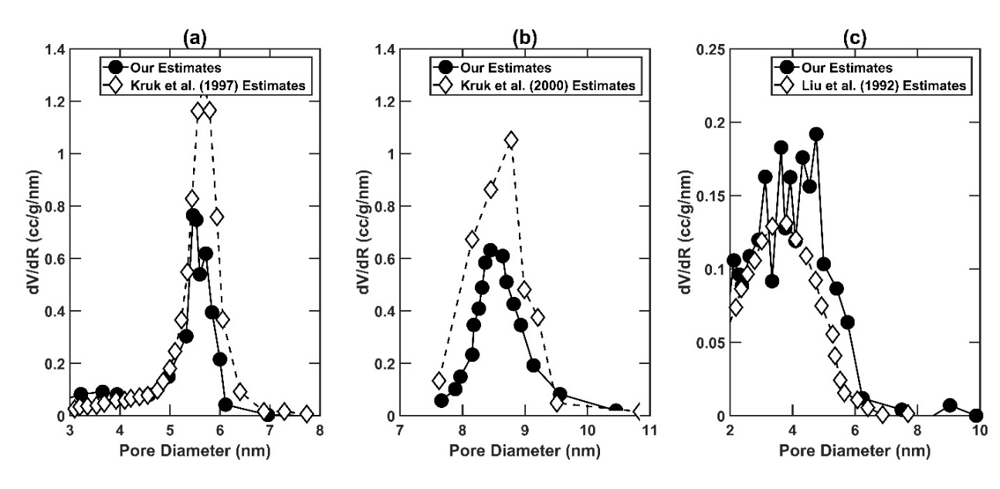 (a)
1.4
1.2
1
0.8
0.6
0.4
0.2
0
dV/dR (cc/g/nm)
Our Estimates
Kruk et al. (1997) Estimates
3 4 5 6 7 8
Pore Diameter (nm)
(b)
1.4
1.2
1
0.8
0.6
0.4
0.2
0
dV/dR (cc/g/nm)
Our Estimates
Kruk et al. (2000) Estimates
7 8 9 10 11
Pore Diameter (nm)
(c)
0.25
0.2
0.15
0.1
0.05
0
dV/dR (cc/g/nm)
Our Estimates
Liu et al. (1992) Estimates
2 4 6 8 10
Pore Diameter (nm)